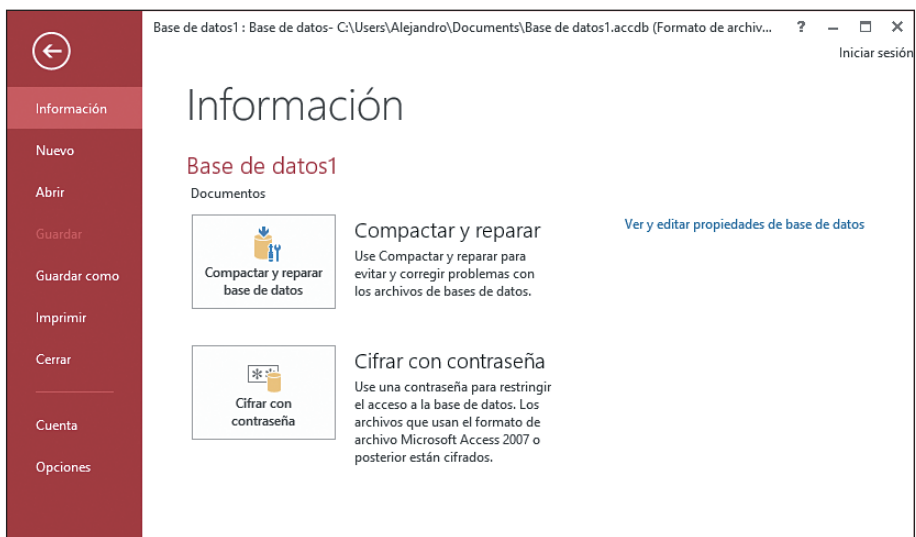 Base de datos1 : Base de datos- C:\Users\Alejandro\Documents\Base de datos1.accdb (Formato de archiv... ?
Iniciar sesión
Información
Nuevo
Abrir
Guardar
Guardar como
Imprimir
Cerrar
Cuenta
Opciones
Información
Base de datos1
Documentos
Compactar y reparar
base de datos
Compactar y reparar
Use Compactar y reparar para
evitar y corregir problemas con
los archivos de bases de datos.
Ver y editar propiedades de base de datos
**
Cifrar con
contraseña
Cifrar con contraseña
Use una contraseña para restringir
el acceso a la base de datos. Los
archivos que usan el formato de
archivo Microsoft Access 2007 o
posterior están cifrados.